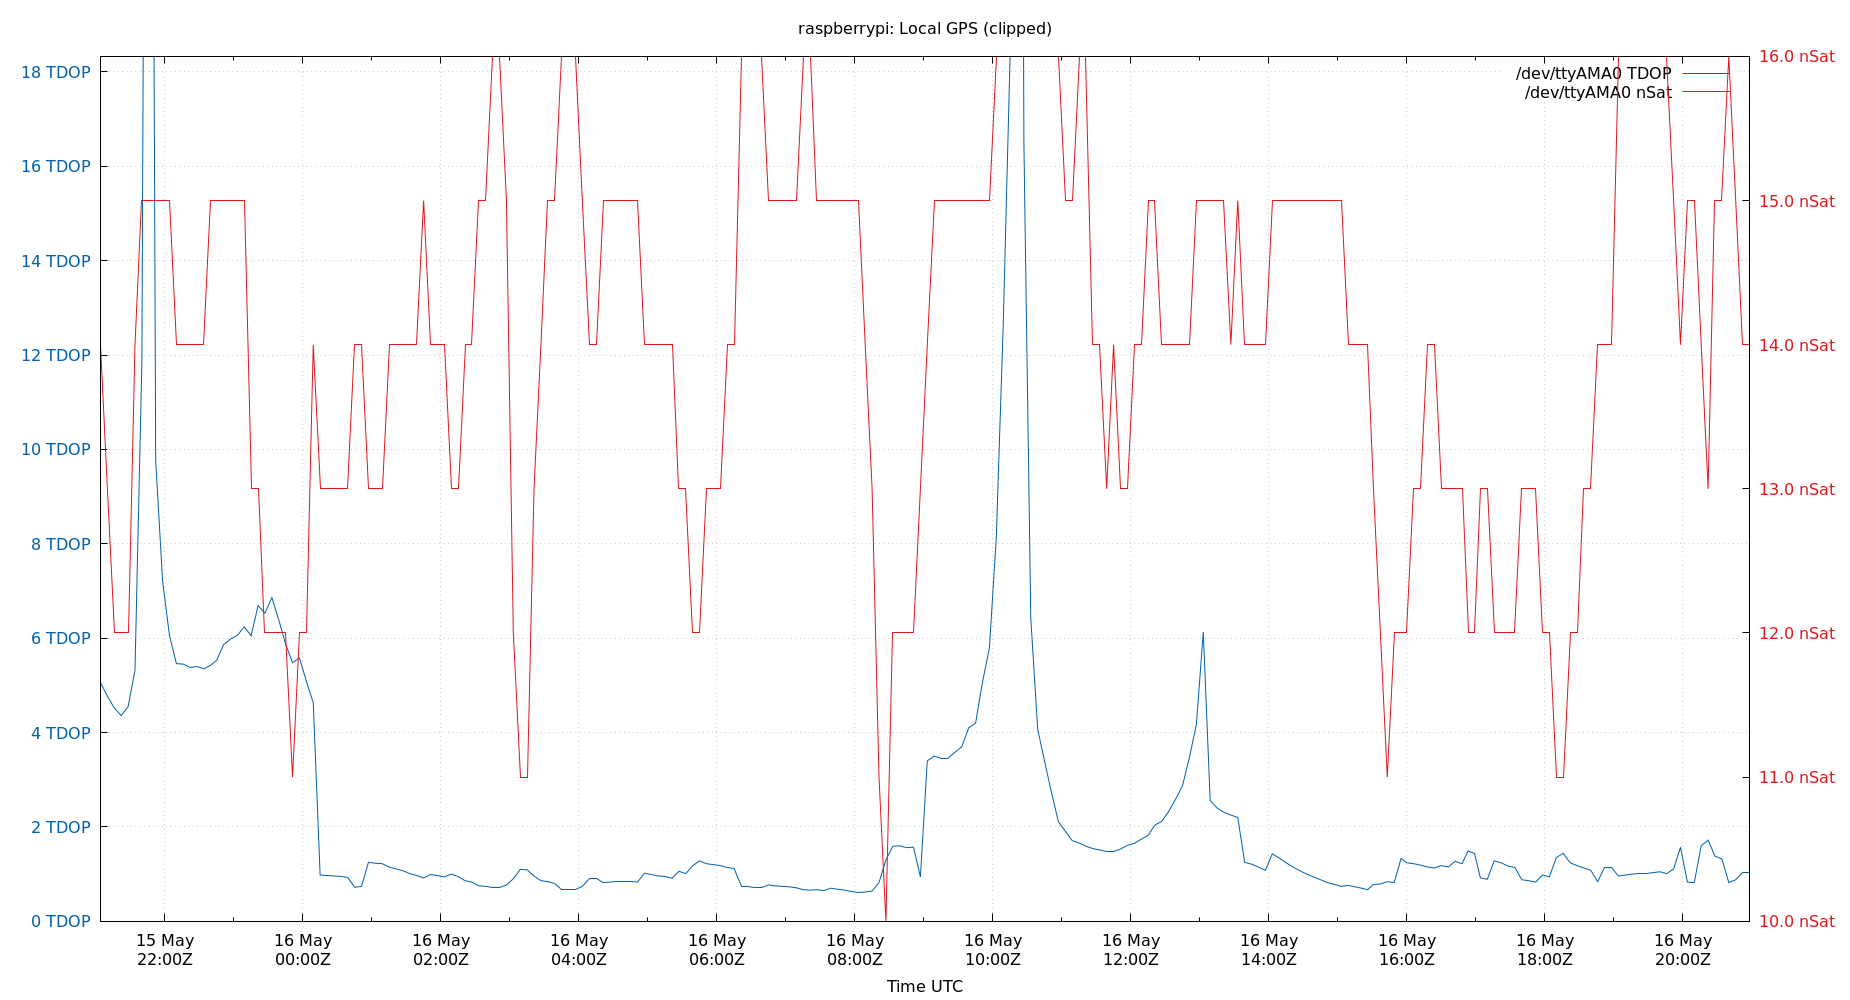 raspberrypi: Local GPS (clipped)
18 TDOP
16 TDOP
14 TDOP
12 TDOP
10 TDOP
8 TDOP
6 TDOP
4 TDOP
2 TDOP
0 TDOP
/dev/ttyAMA0 TDOP
/dev/ttyAMA0 nSat
16.0 nSat
15.0 nSat
14.0 nSat
13.0 nSat
12.0 nSat
11.0 nSat
10.0 nSat
15 May 16 May 16 May 16 May 16 May 16 May 16 May 16 May 16 May 16 May 16 May 16 May
22:00Z 00:00Z 02:00Z 04:00Z 06:00Z 08:00Z 10:00Z 12:00Z 14:00Z 16:00Z 18:00Z 20:00Z
Time UTC